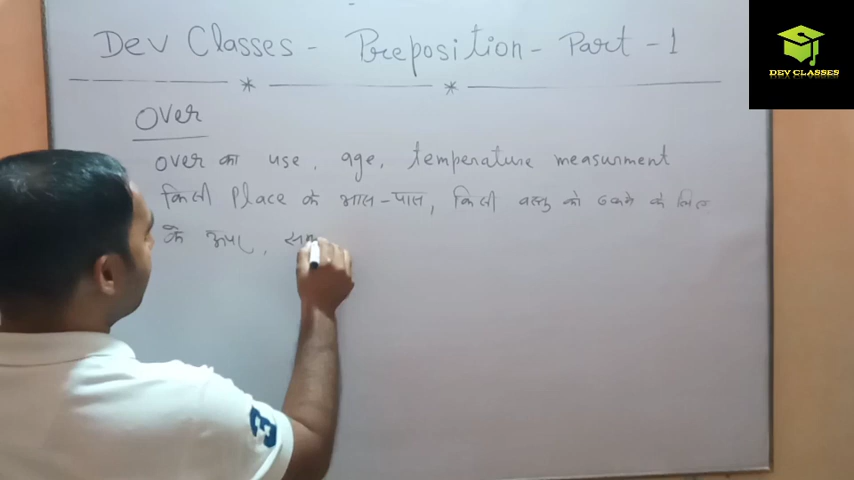 Dev Classes - Preposition - Part - 1
DEV CLASSES
Over
over का use, age, temperature measurment
किसी Place के आस-पास, किसी वस्तु को ढकने के लिए
के ऊपर,